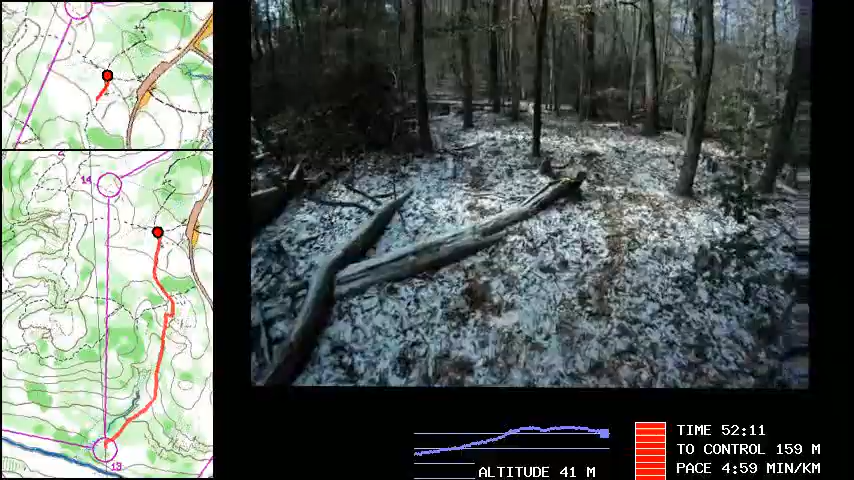 14
13
TIME 52:11
TO CONTROL 159 M
ALTITUDE 41 M
PACE 4:59 MIN/KM